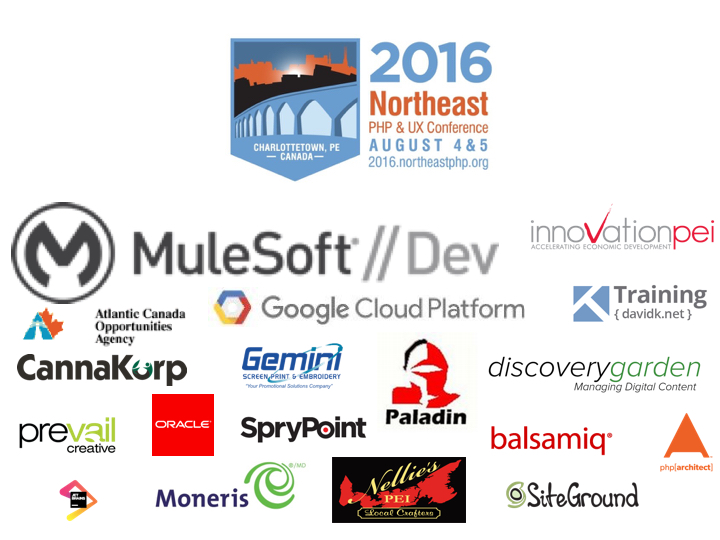 2016
Northeast
PHP & UX Conference
AUGUST 4 & 5
2016.northeastphp.org
CHARLOTTETOWN, PE
— CANADA —
MuleSoft // Dev
innovationpei
ACCELERATING ECONOMIC DEVELOPMENT
Atlantic Canada
Opportunities
Agency
Google Cloud Platform
Training
{ davidk.net }
CannaKorp
Gemini
SCREEN PRINT & EMBROIDERY
"Your Promotional Solutions Company"
Paladin
discoverygarden
Managing Digital Content
prevail
creative
ORACLE
SpryPoint
balsamiq®
php[architect]
JET
BRAINS
Moneris
®/MD
Nellie's
PEI
Local Crafters
SiteGround